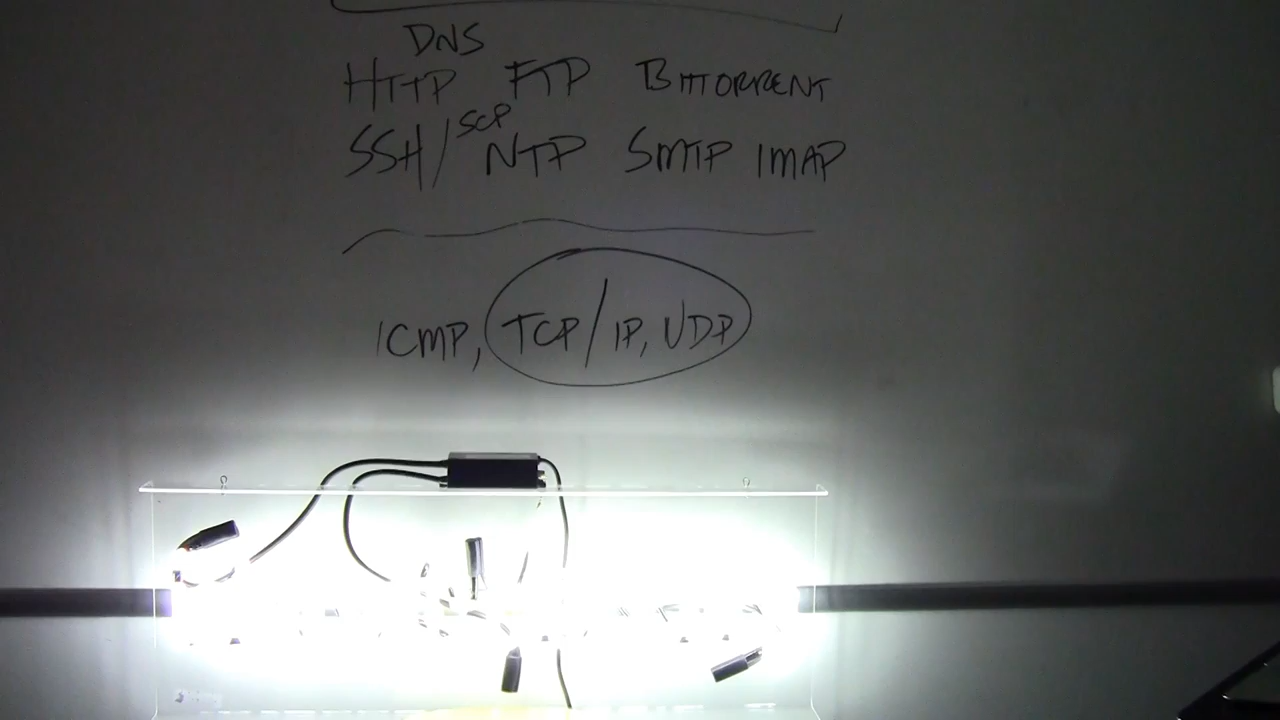 DNS
HTTP FTP BITTORRENT
SSH/SCP NTP SMTP IMAP
ICMP, TCP/IP, UDP